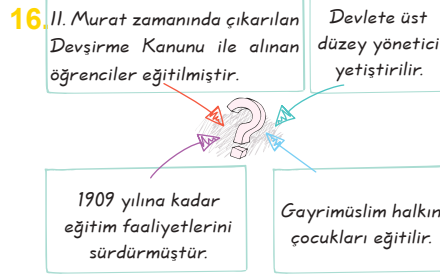 16.
II. Murat zamanında çıkarılan
Devşirme Kanunu ile alınan
öğrenciler eğitilmiştir.
Devlete üst
düzey yönetici
yetiştirilir.
?
1909 yılına kadar
eğitim faaliyetlerini
sürdürmüştür.
Gayrimüslim halkın
çocukları eğitilir.